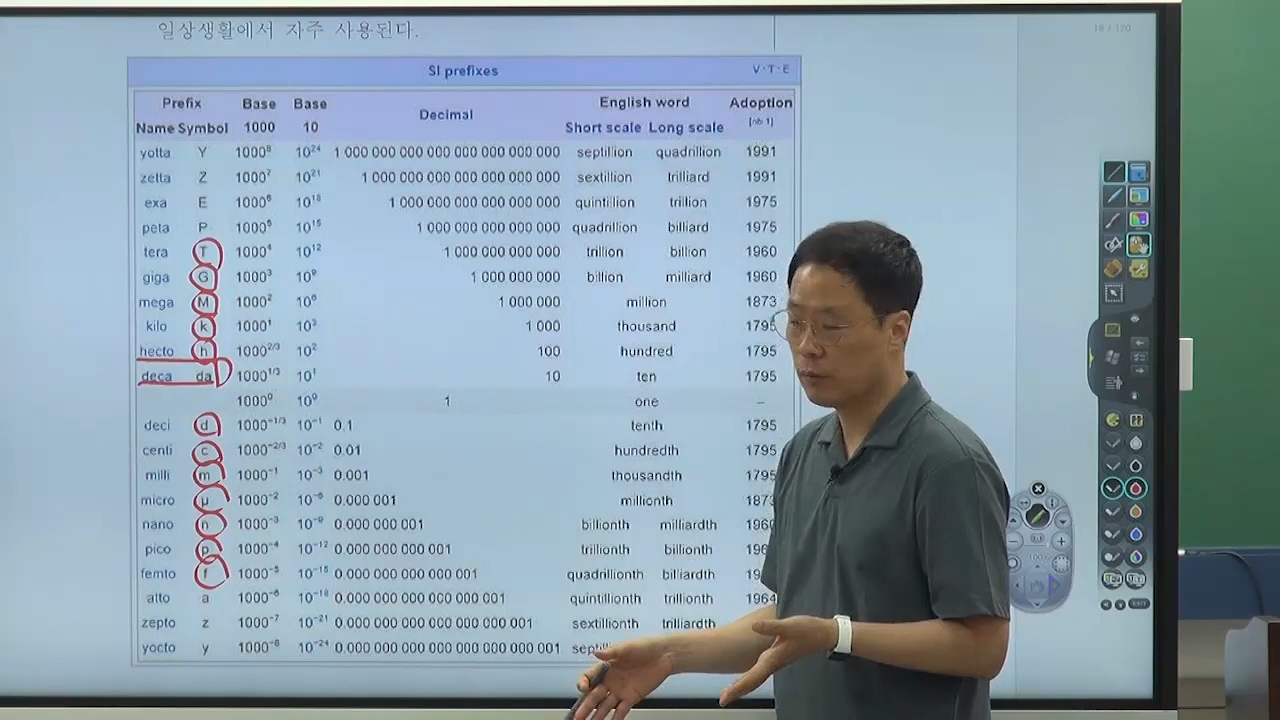 일상생활에서 자주 사용된다.
18 / 120
SI prefixes V·T·E
Prefix Base Base Decimal English word Adoption
Name Symbol 1000 10 Short scale Long scale [nb 1]
yotta Y 1000⁸ 10²⁴ 1 000 000 000 000 000 000 000 000 septillion quadrillion 1991
zetta Z 1000⁷ 10²¹ 1 000 000 000 000 000 000 000 sextillion trilliard 1991
exa E 1000⁶ 10¹⁸ 1 000 000 000 000 000 000 quintillion trillion 1975
peta P 1000⁵ 10¹⁵ 1 000 000 000 000 000 quadrillion billiard 1975
tera T 1000⁴ 10¹² 1 000 000 000 000 trillion billion 1960
giga G 1000³ 10⁹ 1 000 000 000 billion milliard 1960
mega M 1000² 10⁶ 1 000 000 million 1873
kilo k 1000¹ 10³ 1 000 thousand 1795
hecto h 1000²ᐟ³ 10² 100 hundred 1795
deca da 1000¹ᐟ³ 10¹ 10 ten 1795
1000⁰ 10⁰ 1 one –
deci d 1000⁻¹ᐟ³ 10⁻¹ 0.1 tenth 1795
centi c 1000⁻²ᐟ³ 10⁻² 0.01 hundredth 1795
milli m 1000⁻¹ 10⁻³ 0.001 thousandth 1795
micro μ 1000⁻² 10⁻⁶ 0.000 001 millionth 1873
nano n 1000⁻³ 10⁻⁹ 0.000 000 001 billionth milliardth 1960
pico p 1000⁻⁴ 10⁻¹² 0.000 000 000 001 trillionth billionth 196
femto f 1000⁻⁵ 10⁻¹⁵ 0.000 000 000 000 001 quadrillionth billiardth 19
atto a 1000⁻⁶ 10⁻¹⁸ 0.000 000 000 000 000 001 quintillionth trillionth 1964
zepto z 1000⁻⁷ 10⁻²¹ 0.000 000 000 000 000 000 001 sextillionth trilliardth
yocto y 1000⁻⁸ 10⁻²⁴ 0.000 000 000 000 000 000 000 001